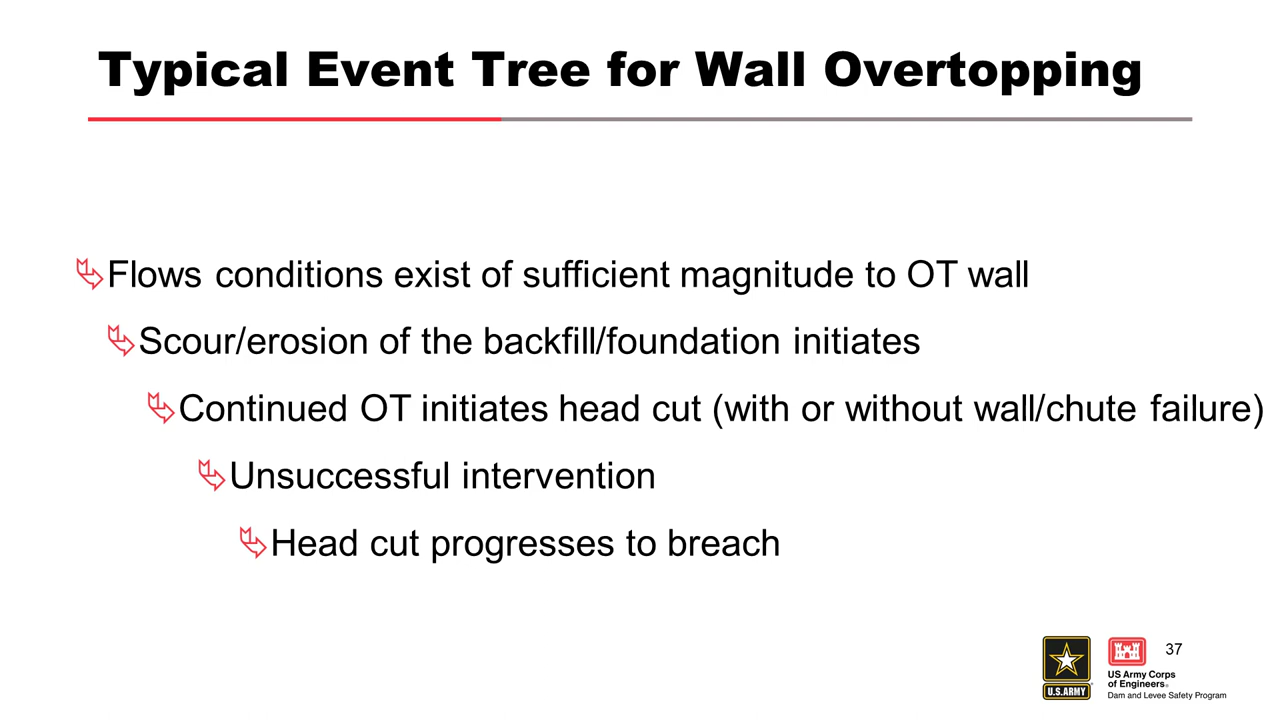 Typical Event Tree for Wall Overtopping
Flows conditions exist of sufficient magnitude to OT wall
Scour/erosion of the backfill/foundation initiates
Continued OT initiates head cut (with or without wall/chute failure)
Unsuccessful intervention
Head cut progresses to breach
37
U.S. ARMY
US Army Corps
of Engineers®
Dam and Levee Safety Program